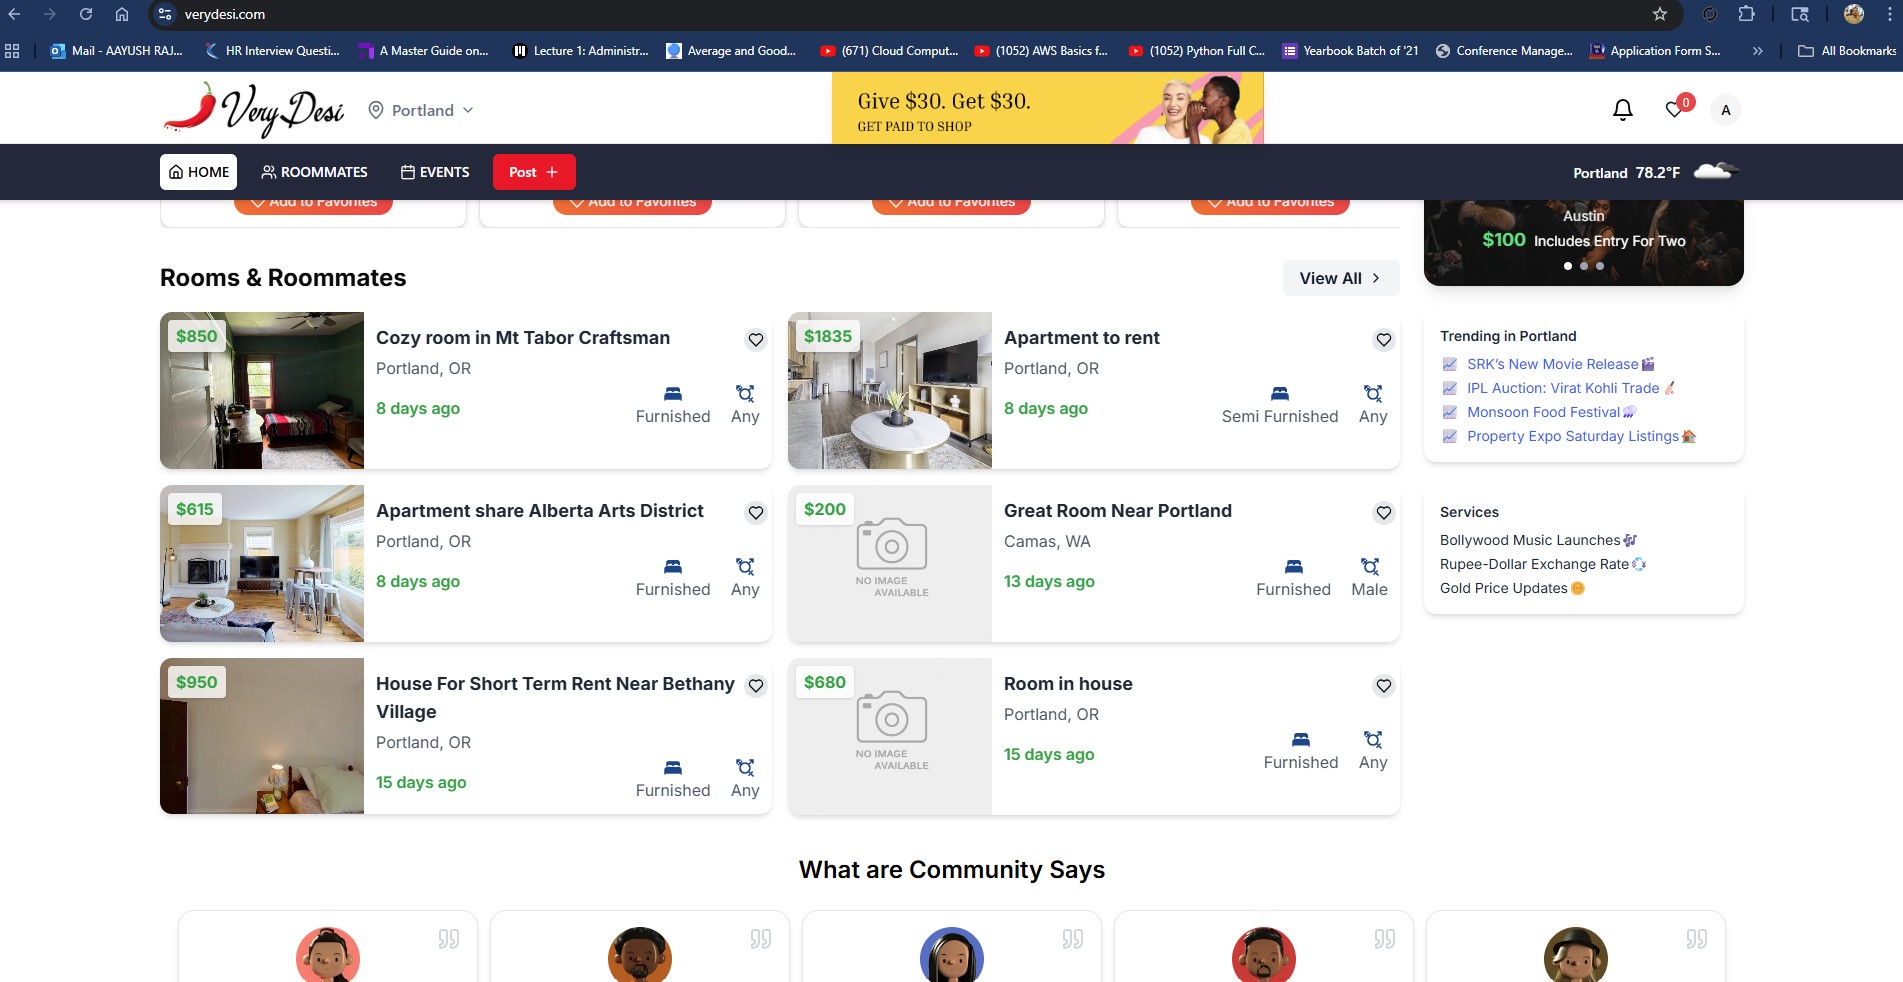 verydesi.com
Mail - AAYUSH RAJ...
HR Interview Questi...
A Master Guide on...
Lecture 1: Administr...
Average and Good...
(671) Cloud Comput...
(1052) AWS Basics f...
(1052) Python Full C...
Yearbook Batch of '21
Conference Manage...
Application Form S...
»
All Bookmarks
VeryDesi
Portland
Give $30. Get $30.
GET PAID TO SHOP
0
A
HOME
ROOMMATES
EVENTS
Post +
Portland 78.2°F
Add to Favorites
Add to Favorites
Add to Favorites
Add to Favorites
Austin
$100 Includes Entry For Two
Rooms & Roommates
View All
$850
Cozy room in Mt Tabor Craftsman
Portland, OR
8 days ago
Furnished
Any
$1835
Apartment to rent
Portland, OR
8 days ago
Semi Furnished
Any
$615
Apartment share Alberta Arts District
Portland, OR
8 days ago
Furnished
Any
$200
NO IMAGE
AVAILABLE
Great Room Near Portland
Camas, WA
13 days ago
Furnished
Male
$950
House For Short Term Rent Near Bethany
Village
Portland, OR
15 days ago
Furnished
Any
$680
NO IMAGE
AVAILABLE
Room in house
Portland, OR
15 days ago
Furnished
Any
Trending in Portland
SRK's New Movie Release
IPL Auction: Virat Kohli Trade
Monsoon Food Festival
Property Expo Saturday Listings
Services
Bollywood Music Launches
Rupee-Dollar Exchange Rate
Gold Price Updates
What are Community Says